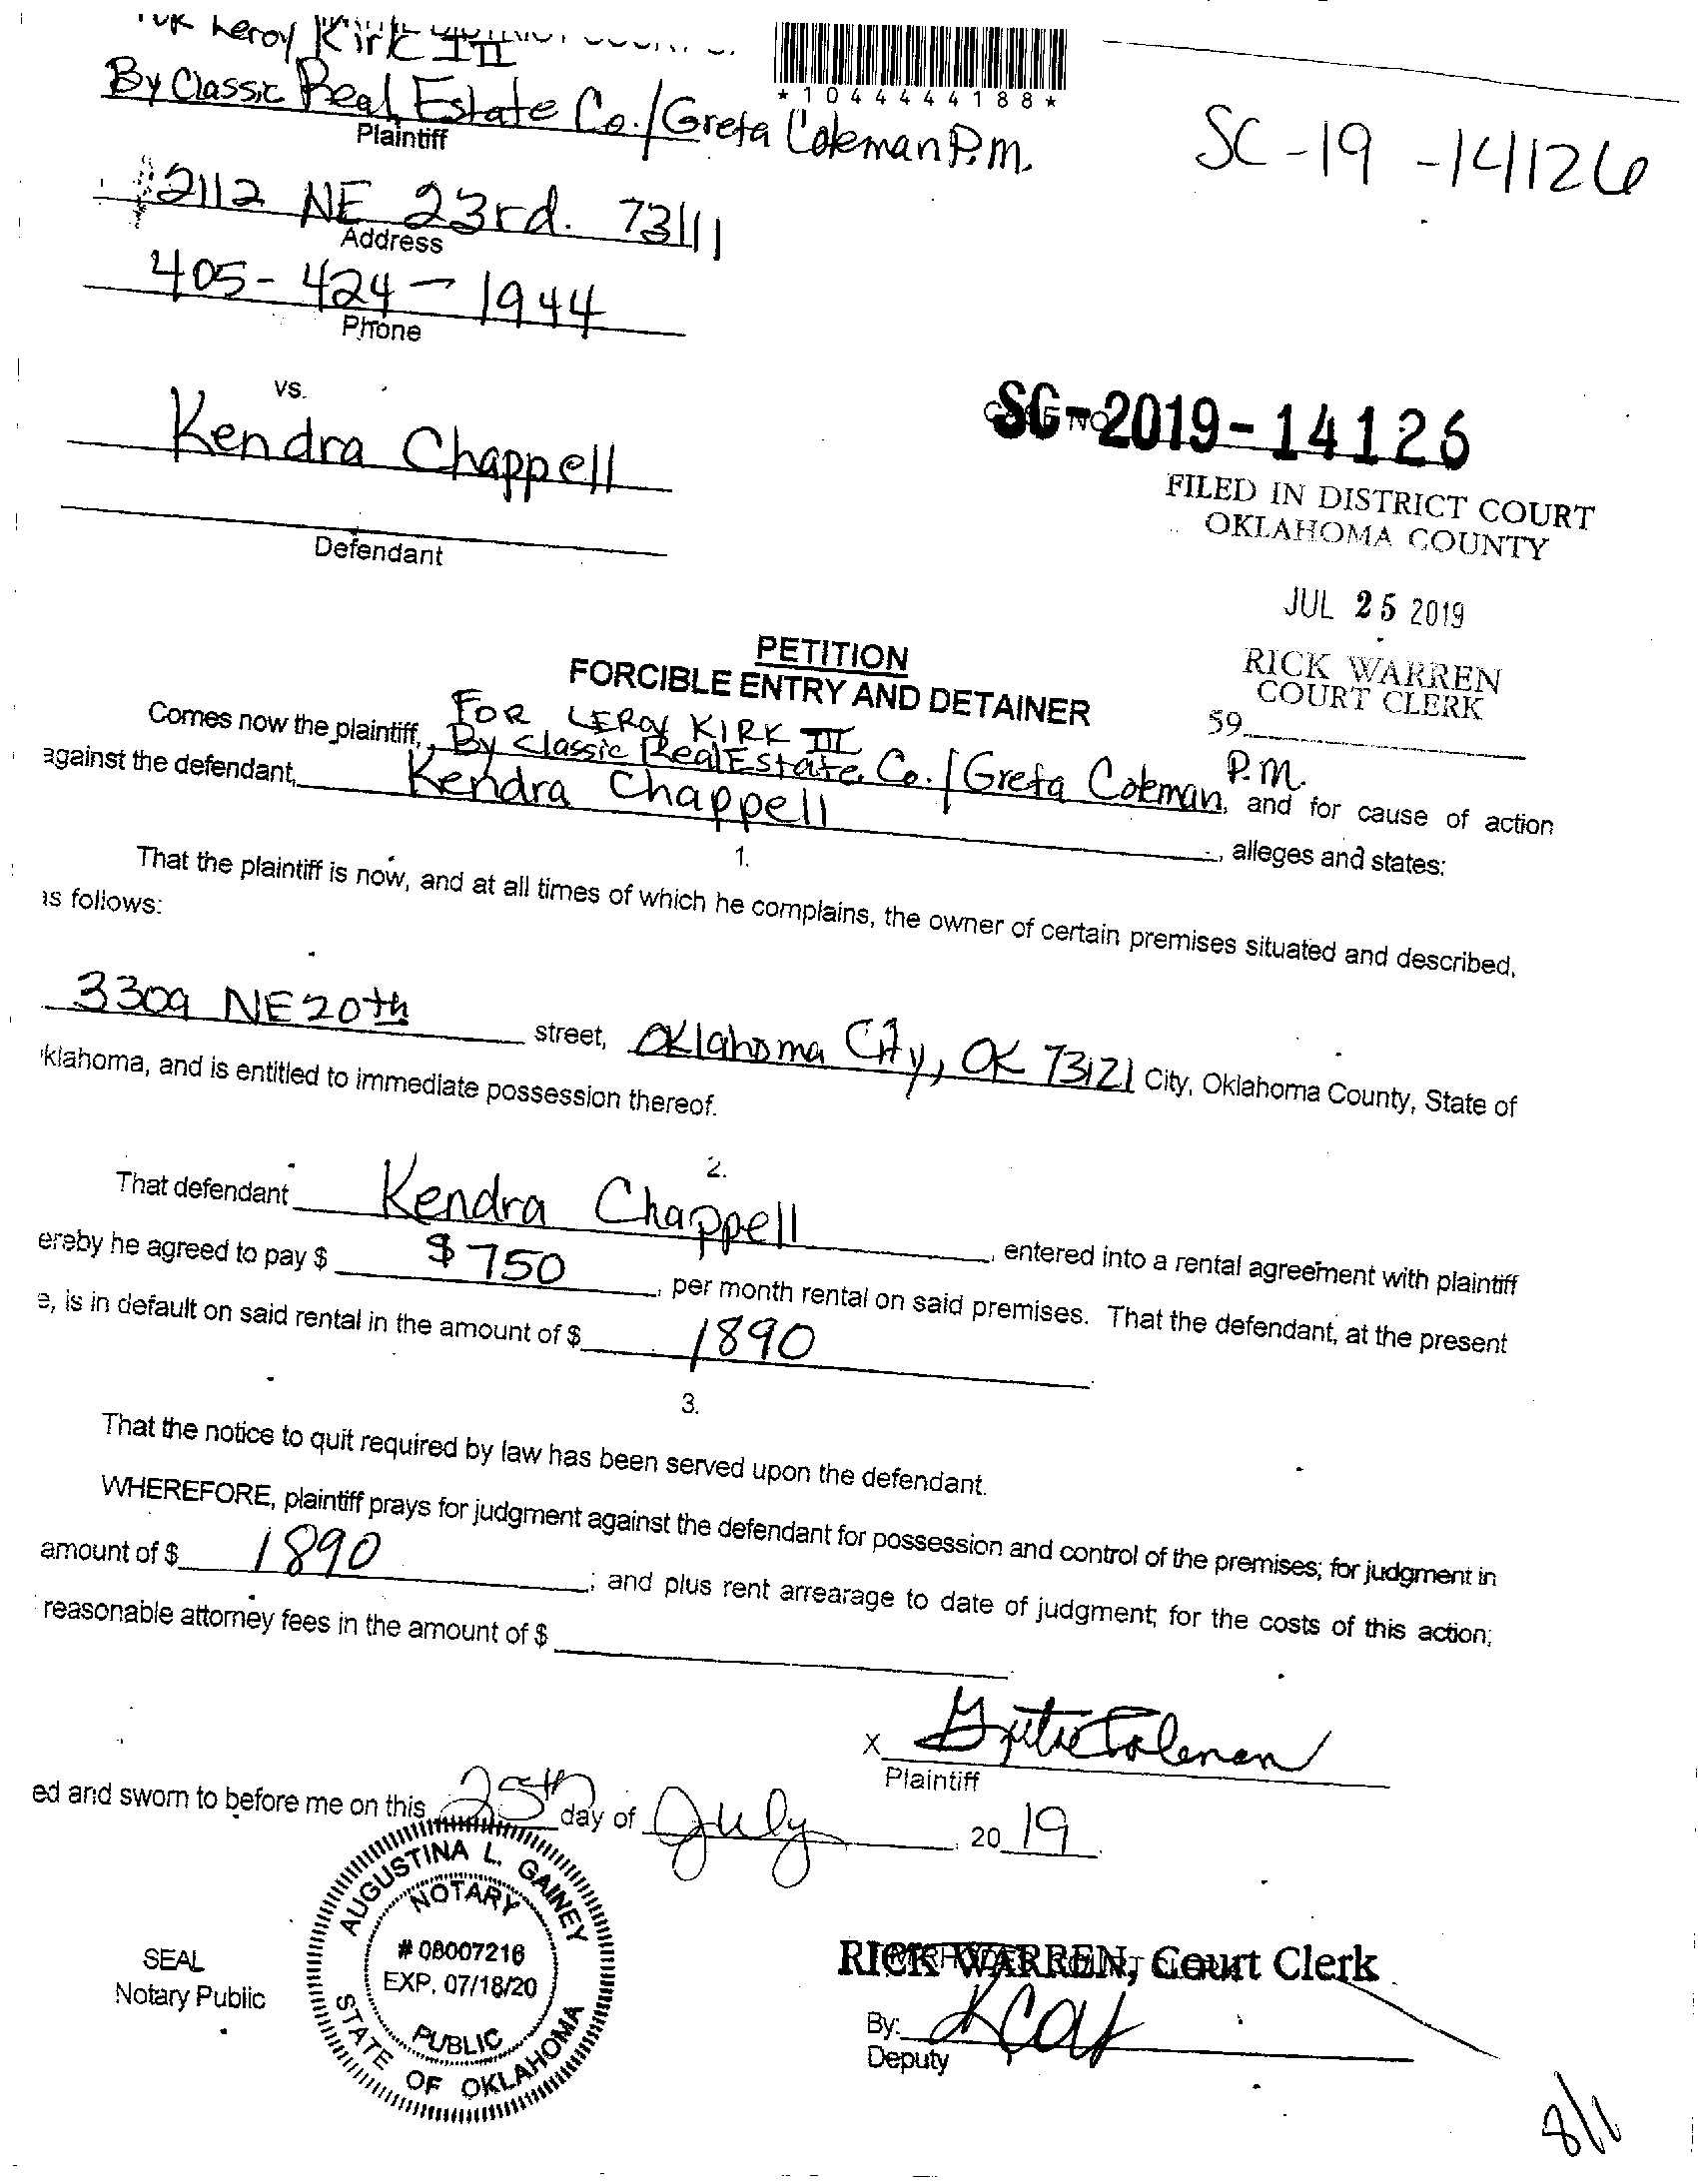 Leroy Kirk III
By Classic Real Estate Co./Greta Coleman P.m.
*1044444188*
Plaintiff
SC-19-14126
2112 NE 23rd. 73111
Address
405-424-1944
Phone
vs.
Kendra Chappell
SC-2019-14126
Defendant
FILED IN DISTRICT COURT
OKLAHOMA COUNTY
JUL 25 2019
RICK WARREN
COURT CLERK
59
PETITION
FORCIBLE ENTRY AND DETAINER
FOR LEROY KIRK III
Comes now the plaintiff, By Classic Real Estate Co./Greta Coleman, P.m. and for cause of action
against the defendant, Kendra Chappell, alleges and states:
1.
That the plaintiff is now, and at all times of which he complains, the owner of certain premises situated and described,
as follows:
3309 NE 20th street, Oklahoma City, OK 73121 City, Oklahoma County, State of
klahoma, and is entitled to immediate possession thereof.
2.
That defendant Kendra Chappell, entered into a rental agreement with plaintiff
ereby he agreed to pay $ $750, per month rental on said premises. That the defendant, at the present
e, is in default on said rental in the amount of $ 1890.
3.
That the notice to quit required by law has been served upon the defendant.
WHEREFORE, plaintiff prays for judgment against the defendant for possession and control of the premises; for judgment in
amount of $ 1890; and plus rent arrearage to date of judgment; for the costs of this action;
reasonable attorney fees in the amount of $
X Greta Coleman
Plaintiff
ed and sworn to before me on this 25th day of July, 2019.
AUGUSTINA L. GAINEY
NOTARY
# 08007216
EXP. 07/18/20
PUBLIC
STATE OF OKLAHOMA
SEAL
Notary Public
RICK WARREN, Court Clerk
By:
Deputy
8/1